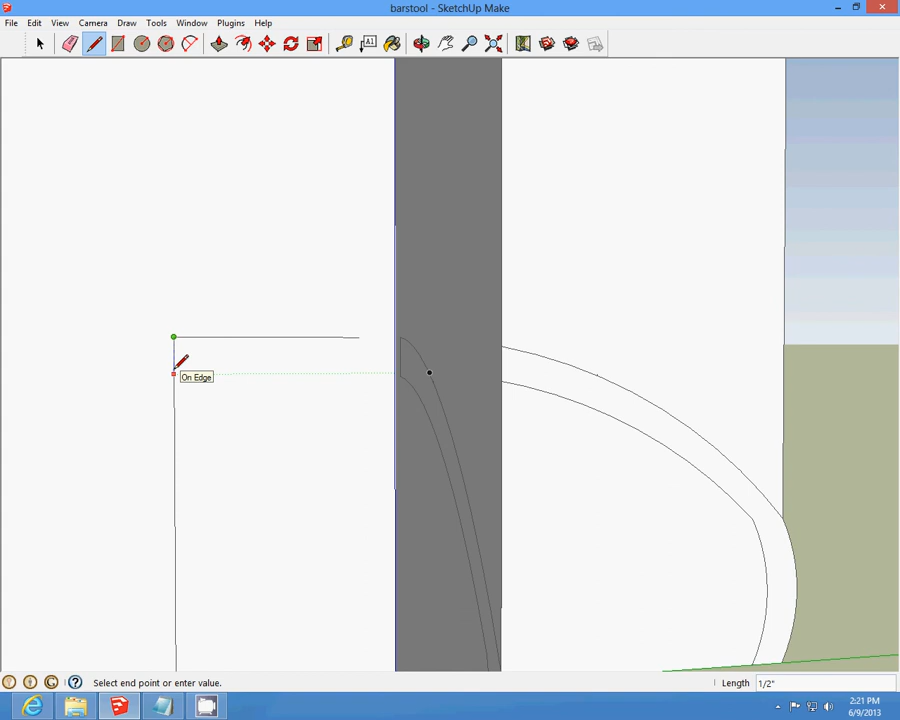 barstool - SketchUp Make
File Edit View Camera Draw Tools Window Plugins Help
A1
On Edge
Select end point or enter value.
Length 1/2"
2:21 PM
6/9/2013